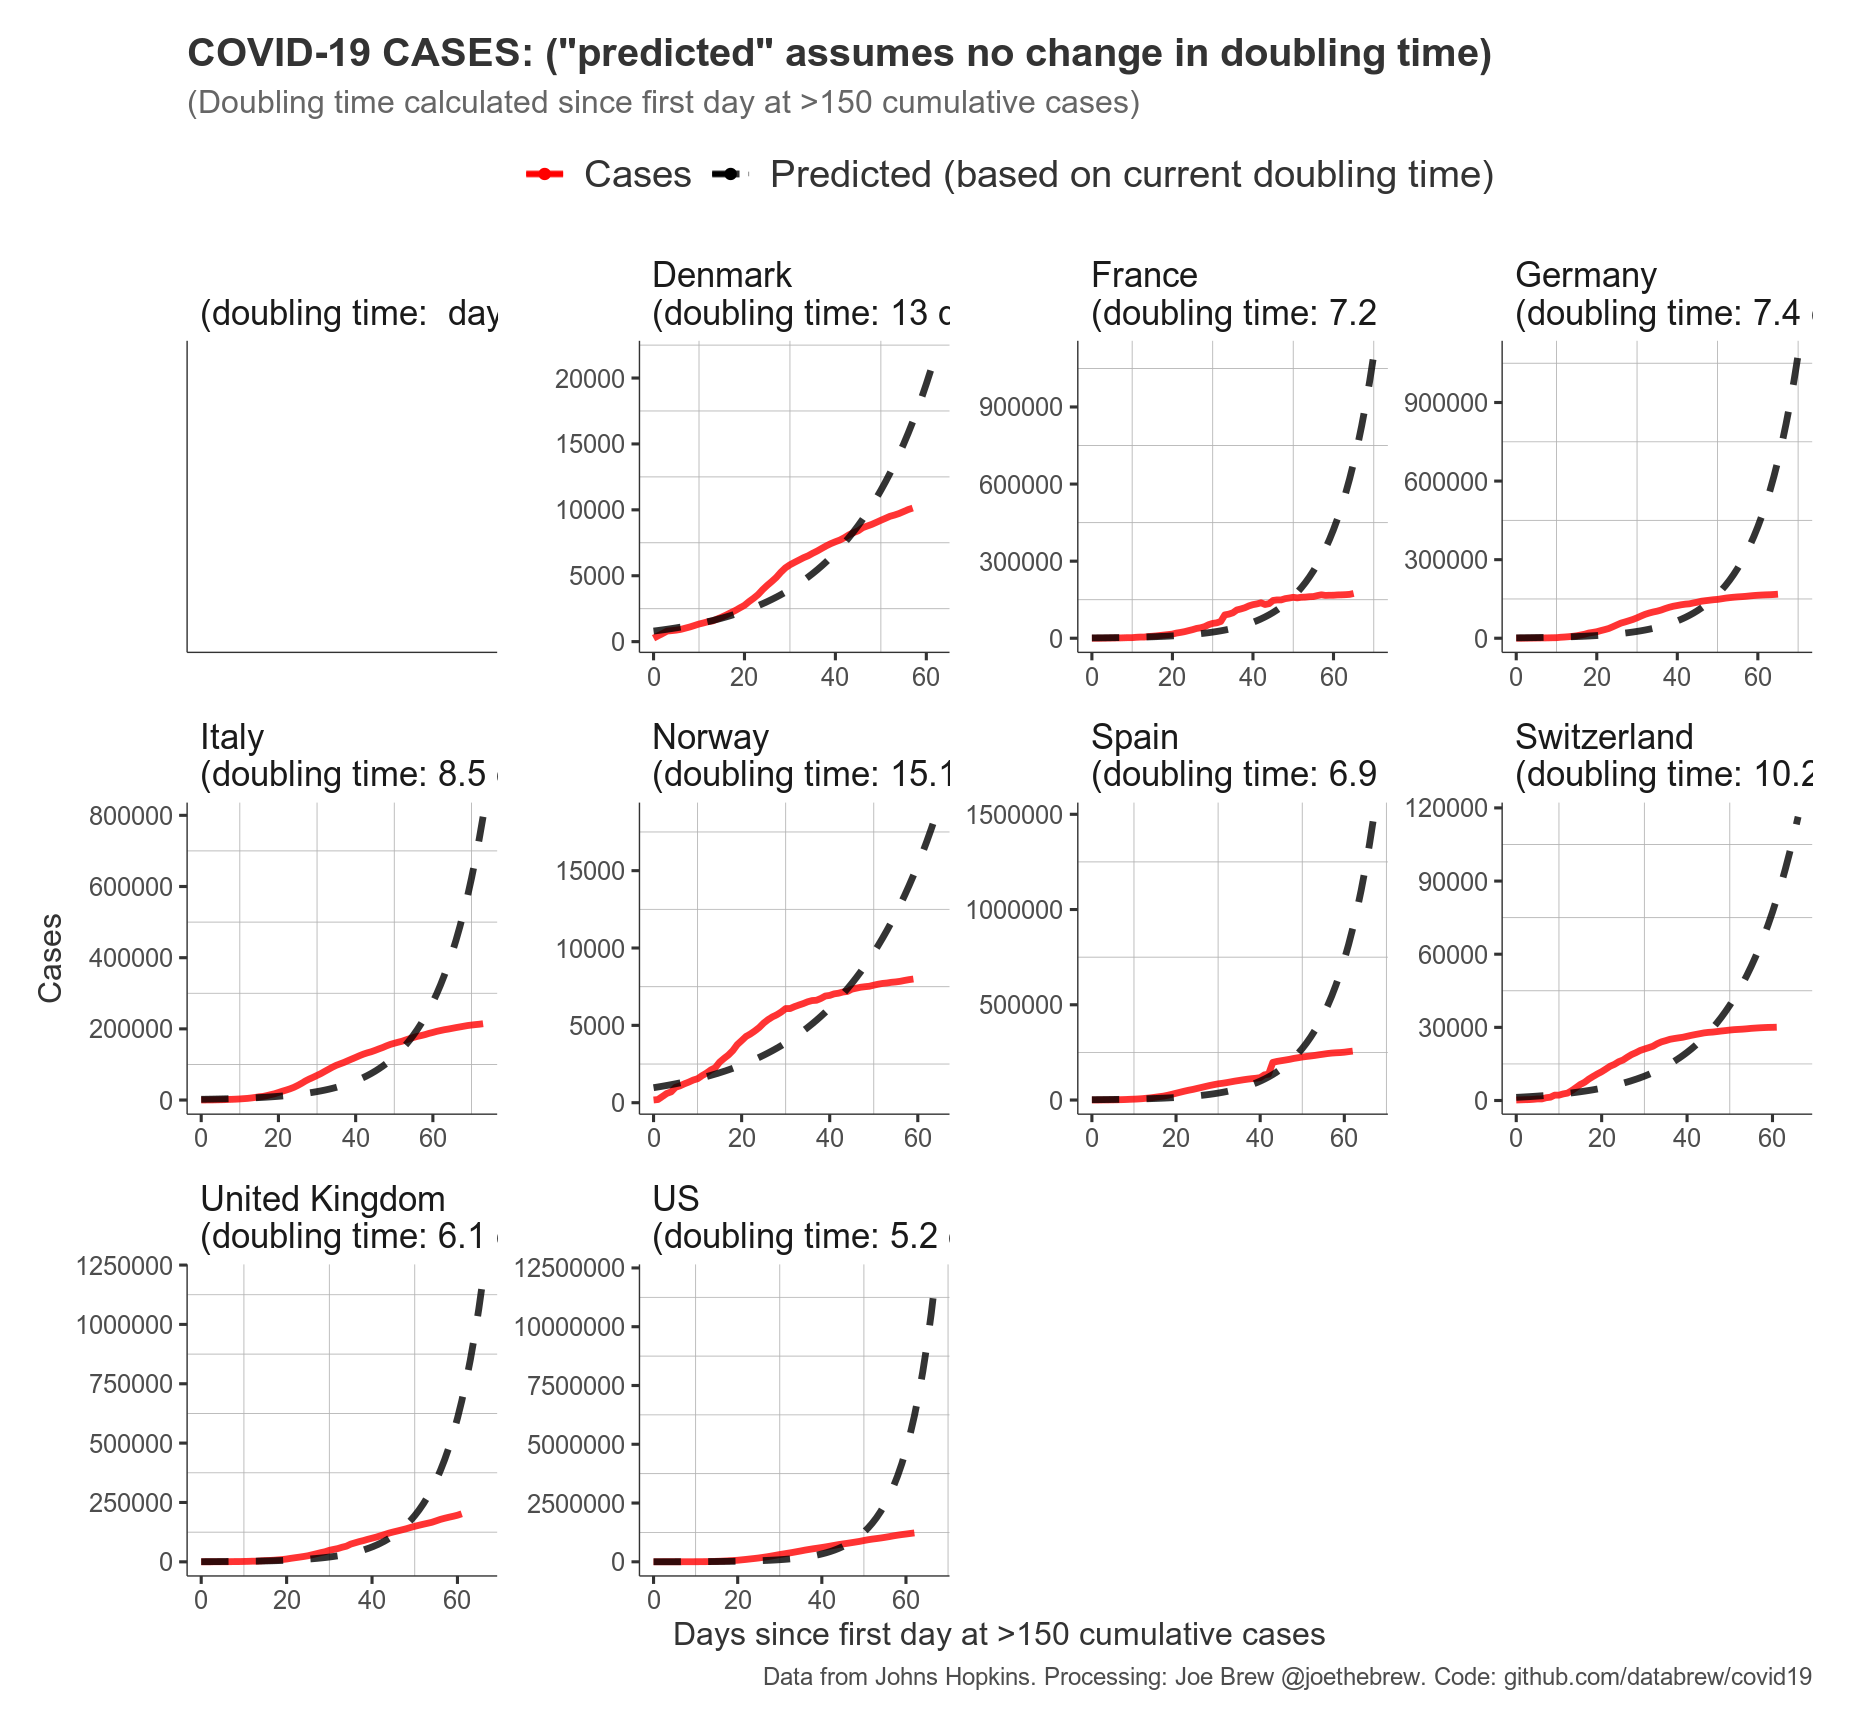 COVID-19 CASES: ("predicted" assumes no change in doubling time)
(Doubling time calculated since first day at >150 cumulative cases)
Cases Predicted (based on current doubling time)
(doubling time: day
Denmark
(doubling time: 13 d
20000
15000
10000
5000
0
0 20 40 60
France
(doubling time: 7.2
900000
600000
300000
0
0 20 40 60
Germany
(doubling time: 7.4
900000
600000
300000
0
0 20 40 60
Italy
(doubling time: 8.5
800000
600000
400000
200000
0
0 20 40 60
Norway
(doubling time: 15.1
15000
10000
5000
0
0 20 40 60
Spain
(doubling time: 6.9
1500000
1000000
500000
0
0 20 40 60
Switzerland
(doubling time: 10.2
120000
90000
60000
30000
0
0 20 40 60
United Kingdom
(doubling time: 6.1
1250000
1000000
750000
500000
250000
0
0 20 40 60
US
(doubling time: 5.2
12500000
10000000
7500000
5000000
2500000
0
0 20 40 60
Cases
Days since first day at >150 cumulative cases
Data from Johns Hopkins. Processing: Joe Brew @joethebrew. Code: github.com/databrew/covid19